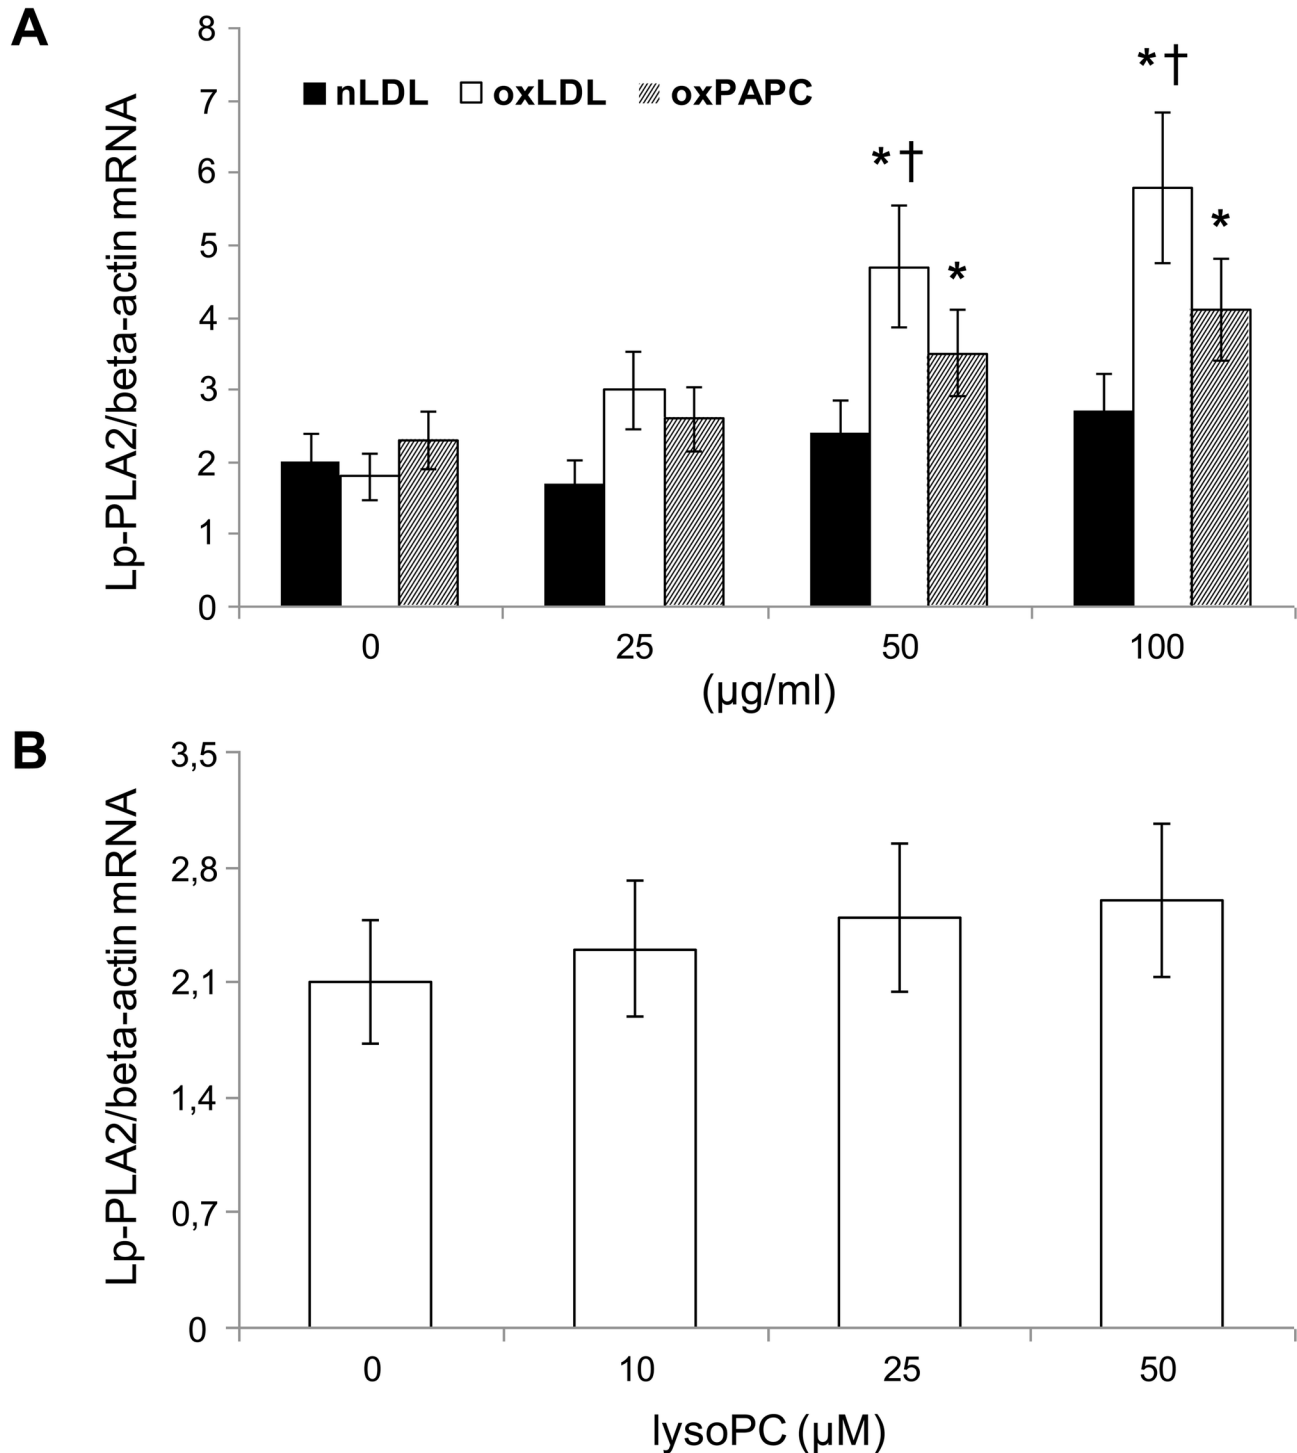 A
Lp-PLA2/beta-actin mRNA
8
7
6
5
4
3
2
1
0
nLDL oxLDL oxPAPC
*†
*
*†
*
0 25 50 100
(µg/ml)
B
Lp-PLA2/beta-actin mRNA
3,5
2,8
2,1
1,4
0,7
0
0 10 25 50
lysoPC (µM)